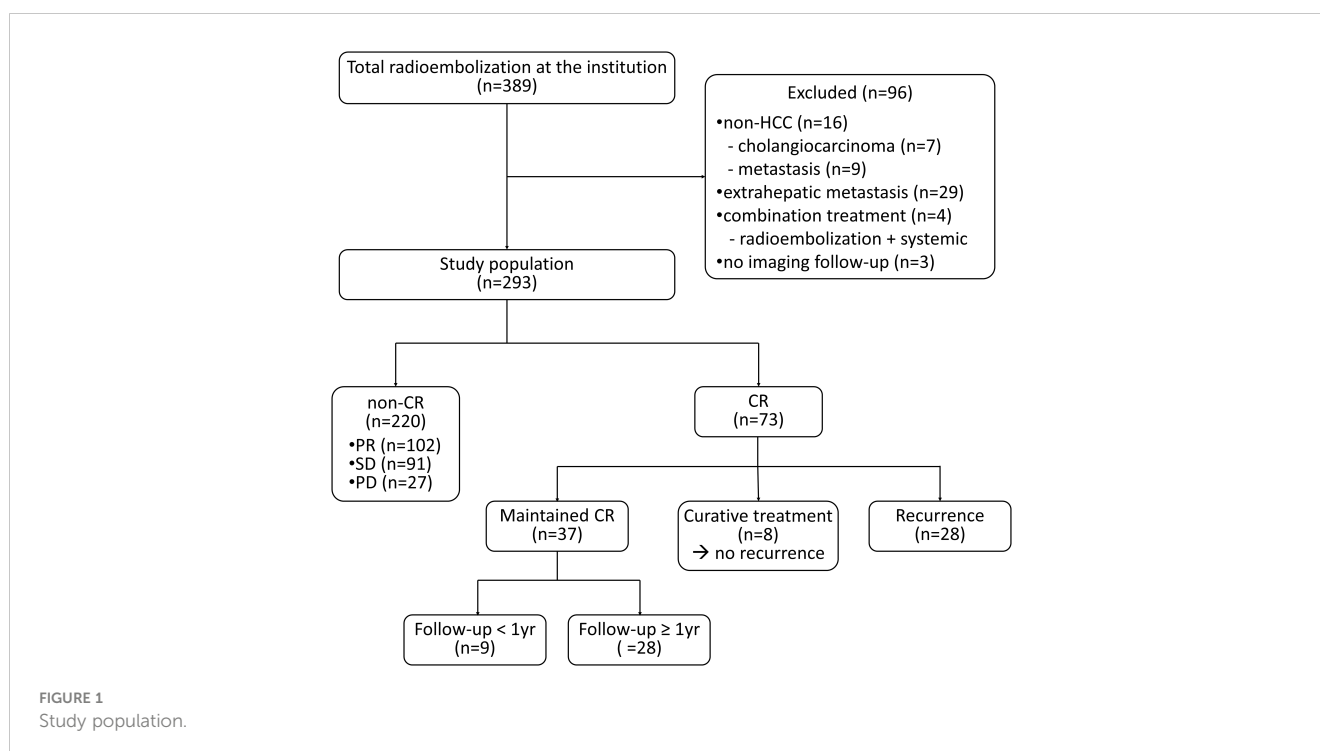 Total radioembolization at the institution
(n=389)
Excluded (n=96)
•non-HCC (n=16)
- cholangiocarcinoma (n=7)
- metastasis (n=9)
•extrahepatic metastasis (n=29)
•combination treatment (n=4)
- radioembolization + systemic
•no imaging follow-up (n=3)
Study population
(n=293)
non-CR
(n=220)
•PR (n=102)
•SD (n=91)
•PD (n=27)
CR
(n=73)
Maintained CR
(n=37)
Curative treatment
(n=8)
→ no recurrence
Recurrence
(n=28)
Follow-up < 1yr
(n=9)
Follow-up ≥ 1yr
( =28)
FIGURE 1
Study population.